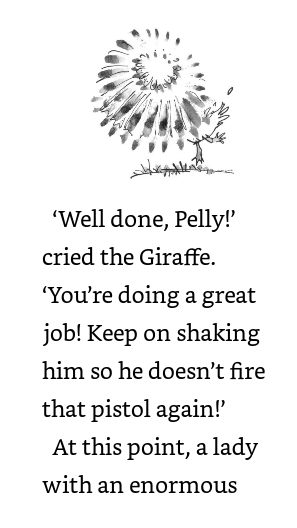 ‘Well done, Pelly!’
cried the Giraffe.
‘You’re doing a great
job! Keep on shaking
him so he doesn’t fire
that pistol again!’
At this point, a lady
with an enormous